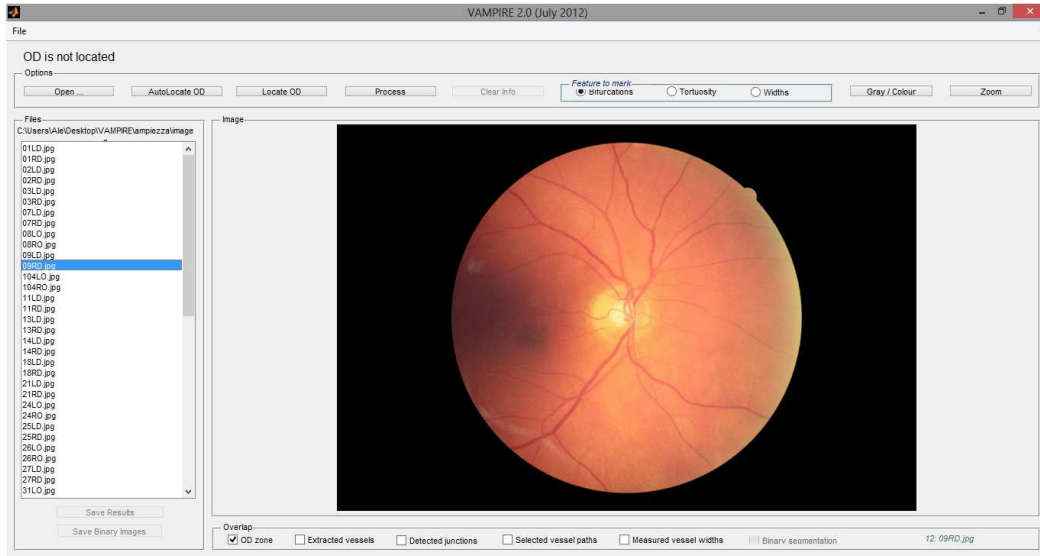 VAMPIRE 2.0 (July 2012)
File
OD is not located
Options
Open ... AutoLocate OD Locate OD Process Clear Info
Feature to mark
Bifurcations Tortuosity Widths
Gray / Colour Zoom
Files
C:\Users\Ale\Desktop\VAMPIRE\ampiezza\image
01LD.jpg
01RD.jpg
02LD.jpg
02RD.jpg
03LD.jpg
03RD.jpg
07LD.jpg
07RD.jpg
08LO.jpg
08RO.jpg
09LD.jpg
09RD.jpg
104LO.jpg
104RO.jpg
11LD.jpg
11RD.jpg
13LD.jpg
13RD.jpg
14LD.jpg
14RD.jpg
18LD.jpg
18RD.jpg
21LD.jpg
21RD.jpg
24LO.jpg
24RO.jpg
25LD.jpg
25RD.jpg
26LO.jpg
26RO.jpg
27LD.jpg
27RD.jpg
31LO.jpg
Save Results
Save Binary Images
Image
Overlap
OD zone Extracted vessels Detected junctions Selected vessel paths Measured vessel widths Binary segmentation 12: 09RD.jpg